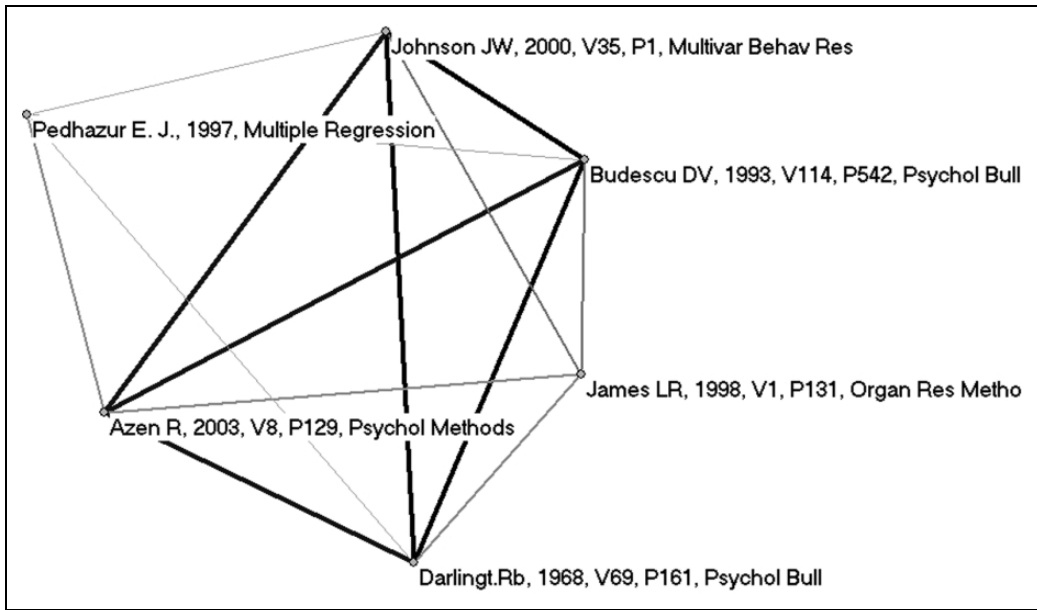 Johnson JW, 2000, V35, P1, Multivar Behav Res
Pedhazur E. J., 1997, Multiple Regression
Budescu DV, 1993, V114, P542, Psychol Bull
James LR, 1998, V1, P131, Organ Res Metho
Azen R, 2003, V8, P129, Psychol Methods
Darlingt.Rb, 1968, V69, P161, Psychol Bull